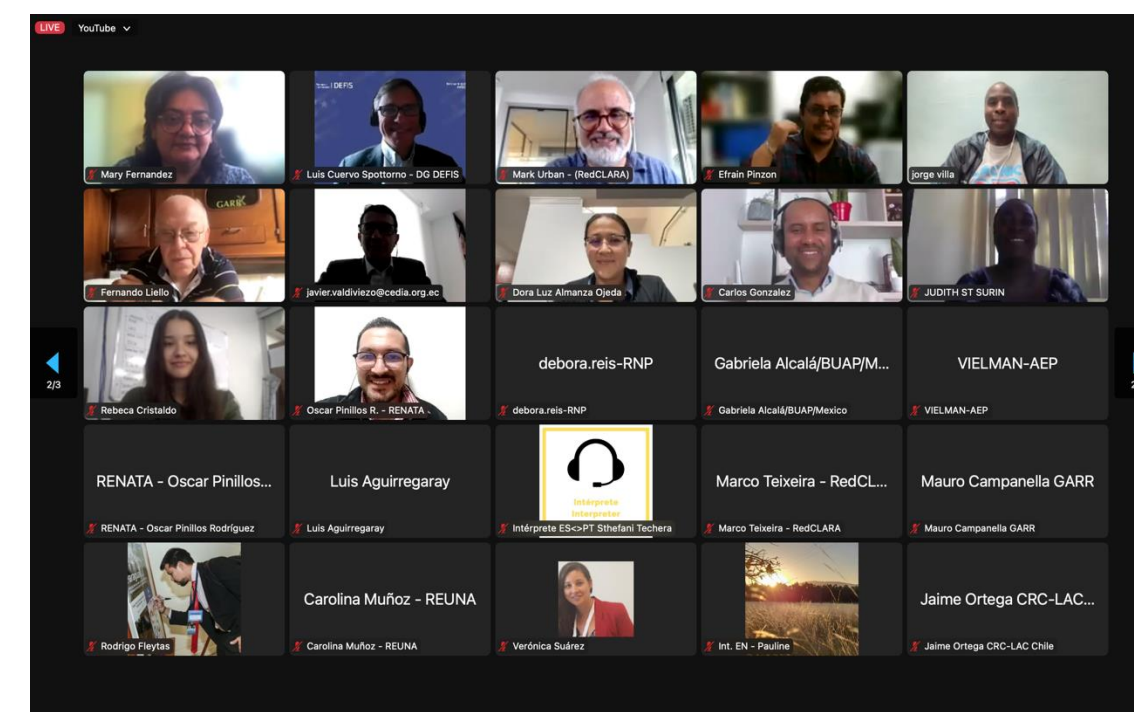 LIVE YouTube
DEFIS
Mary Fernandez
Luis Cuervo Spottorno - DG DEFIS
Mark Urban - (RedCLARA)
Efrain Pinzon
jorge villa
GARR
Fernando Liello
javier.valdiviezo@cedia.org.ec
Dora Luz Almanza Ojeda
Carlos Gonzalez
JUDITH ST SURIN
2/3
Rebeca Cristaldo
Oscar Pinillos R. - RENATA
debora.reis-RNP
debora.reis-RNP
Gabriela Alcalá/BUAP/M...
Gabriela Alcalá/BUAP/Mexico
VIELMAN-AEP
VIELMAN-AEP
RENATA - Oscar Pinillos...
RENATA - Oscar Pinillos Rodríguez
Luis Aguirregaray
Luis Aguirregaray
Intérprete
Interpreter
Intérprete ES<>PT Sthefani Techera
Marco Teixeira - RedCL...
Marco Teixeira - RedCLARA
Mauro Campanella GARR
Mauro Campanella GARR
Rodrigo Fleytas
Carolina Muñoz - REUNA
Carolina Muñoz - REUNA
Verónica Suárez
Int. EN - Pauline
Jaime Ortega CRC-LAC...
Jaime Ortega CRC-LAC Chile